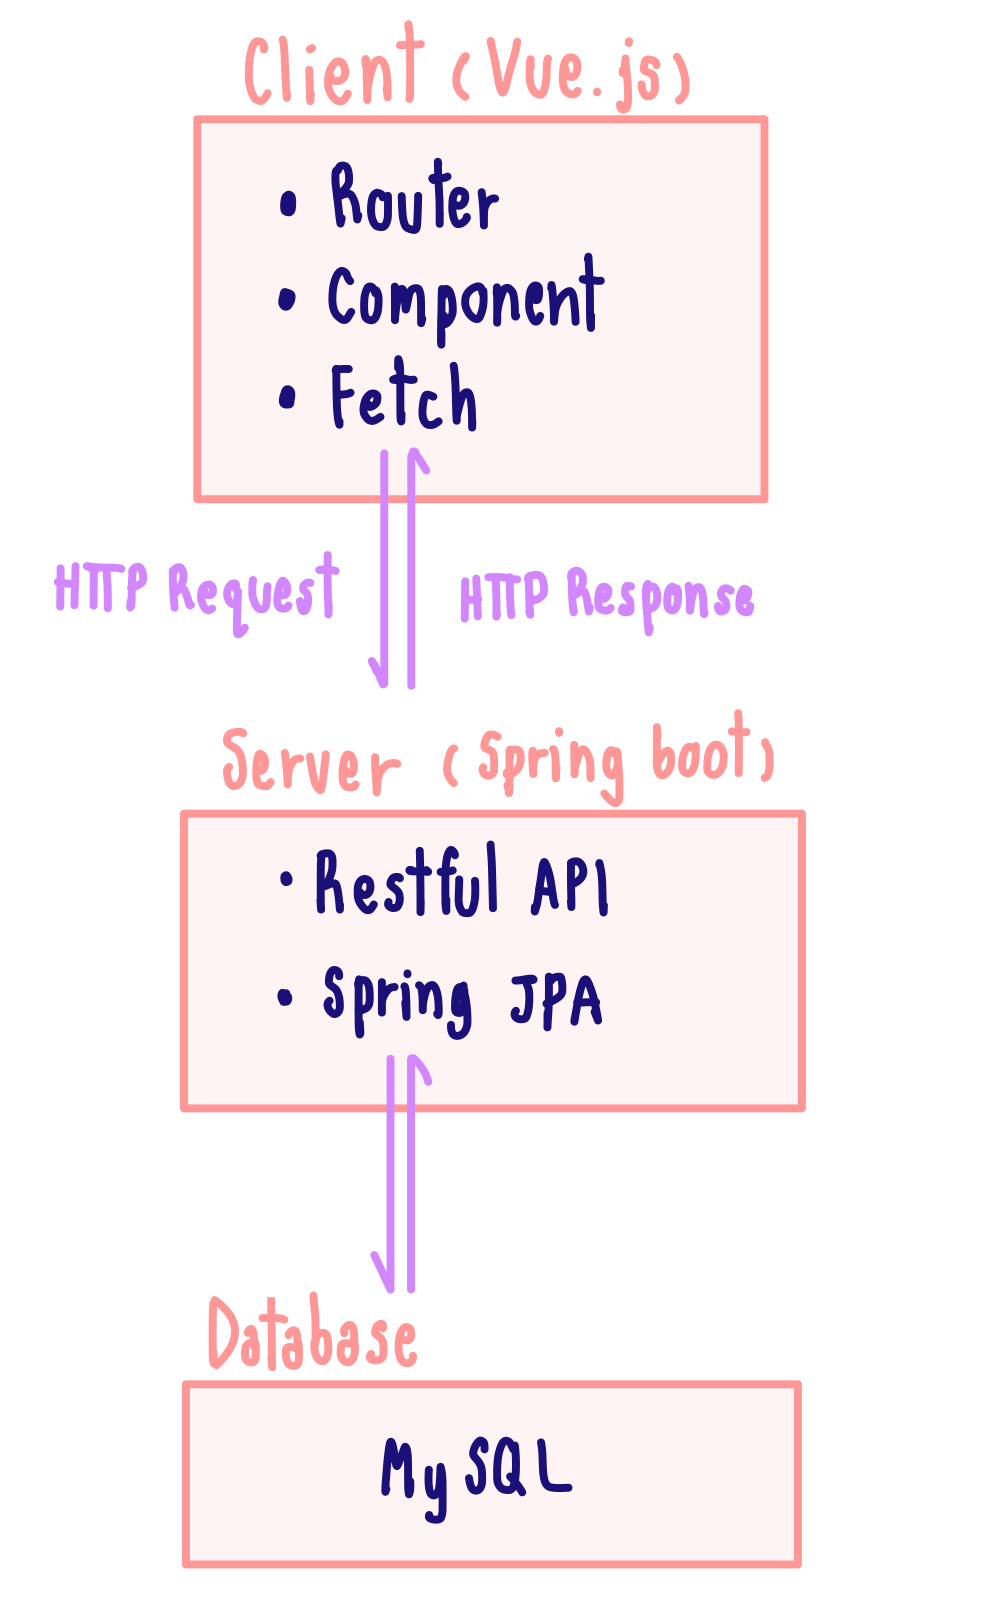 Client (Vue.js)
• Router
• Component
• Fetch
HTTP Request
HTTP Response
Server (Spring boot)
• Restful API
• Spring JPA
Database
MySQL